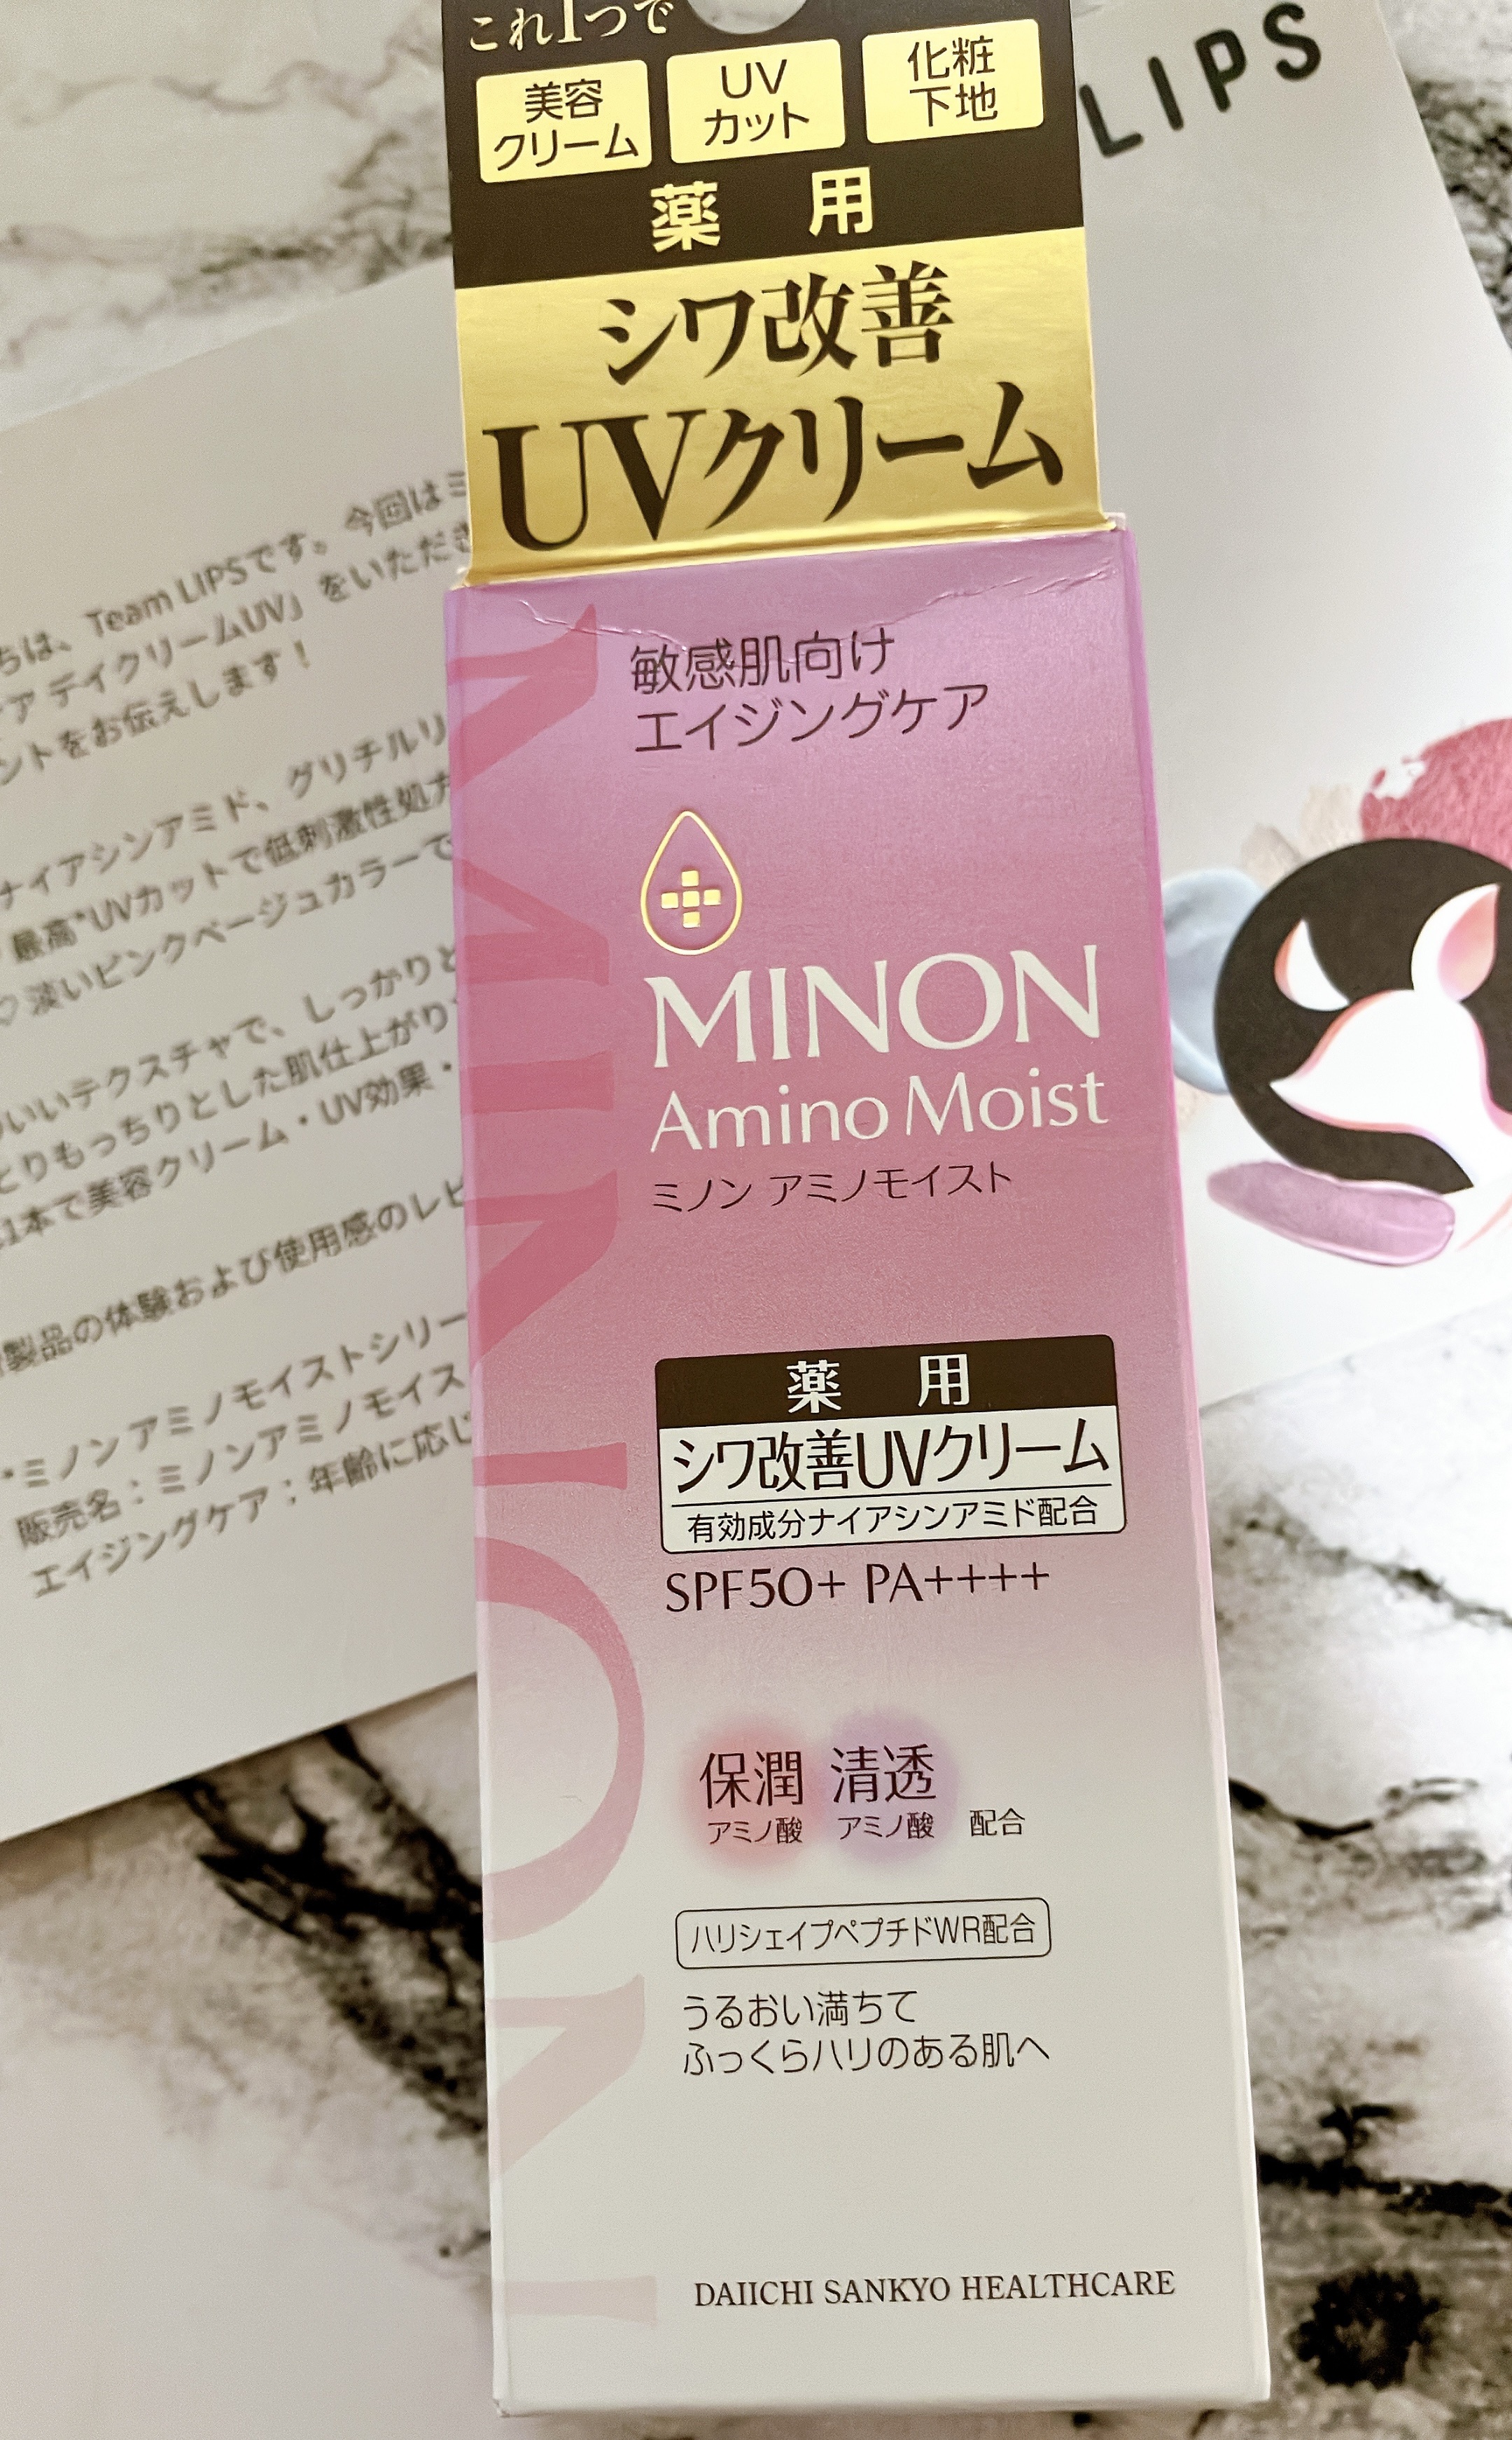 これ1つで
美容
クリーム
UV
カット
化粧
下地
薬用
シワ改善
UVクリーム
敏感肌向け
エイジングケア
MINON
Amino Moist
ミノン アミノモイスト
薬用
シワ改善UVクリーム
有効成分ナイアシンアミド配合
SPF50+ PA++++
保潤 清透
アミノ酸 アミノ酸 配合
ハリシェイプペプチドWR配合
うるおい満ちて
ふっくらハリのある肌へ
DAIICHI SANKYO HEALTHCARE
MINON
LIPS
ちは、Team LIPSです。今回はミ
ア デイクリームUV』をいただき
ントをお伝えします！
ナイアシンアミド、グリチルリ
最高*UVカットで低刺激性処方
♡淡いピンクベージュカラーで
いいテクスチャで、しっかりと
とりもっちりとした肌仕上がり
1本で美容クリーム・UV効果・
製品の体験および使用感のレビ
*ミノン アミノモイストシリー
販売名：ミノンアミノモイス
エイジングケア：年齢に応じ